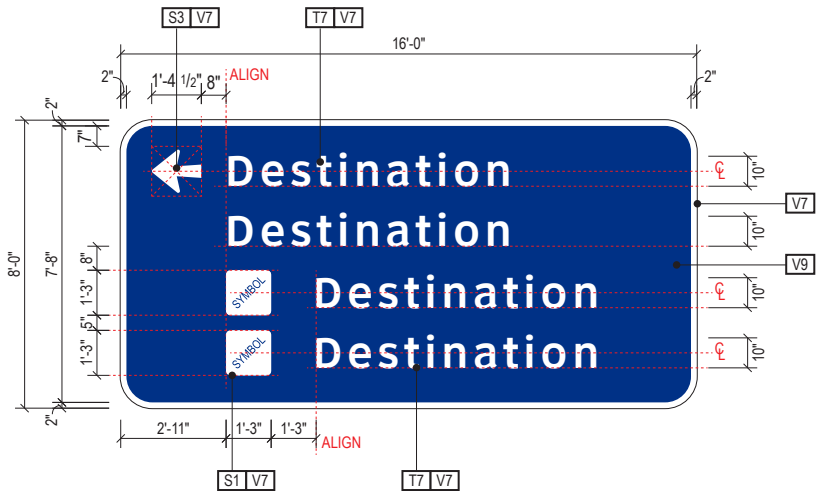 S3 V7
T7 V7
16'-0"
2"
1'-4 1/2"
8"
ALIGN
2"
2"
7"
Destination
℄
10"
V7
Destination
10"
8'-0"
7'-8"
8"
V9
1'-3"
SYMBOL
Destination
℄
10"
5"
1'-3"
SYMBOL
Destination
℄
10"
2"
2'-11"
1'-3"
1'-3"
ALIGN
S1 V7
T7 V7